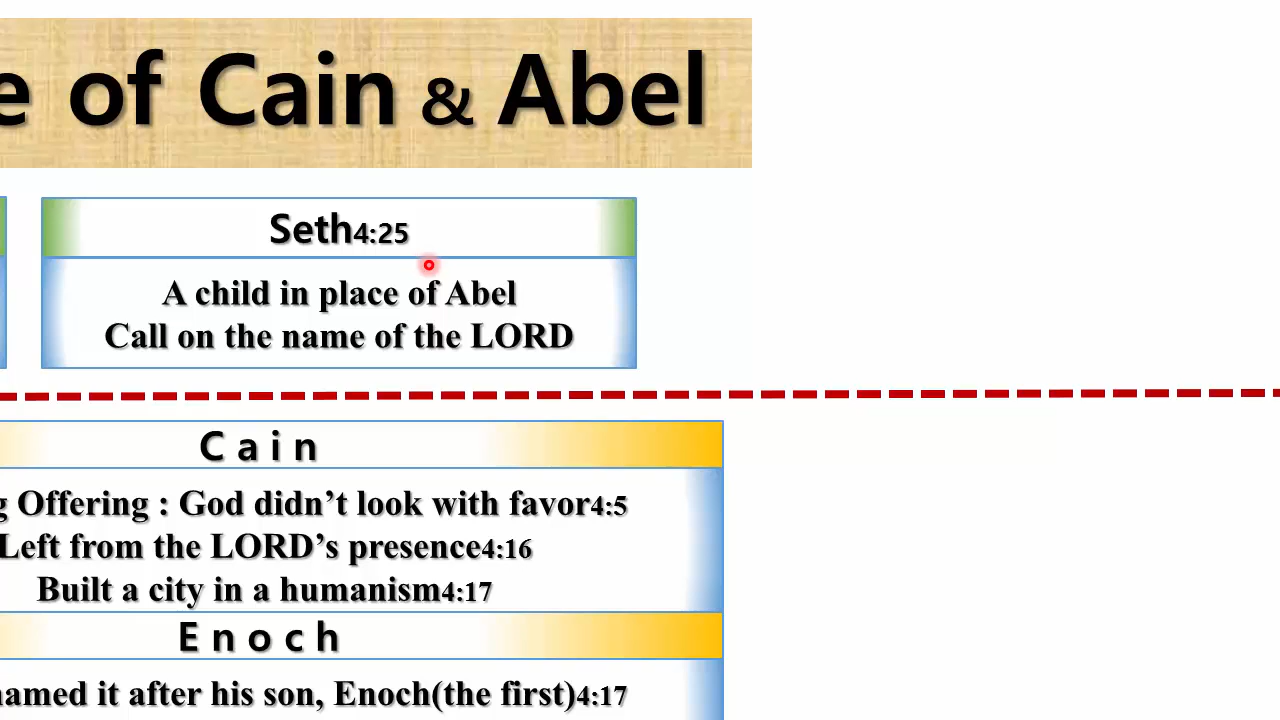 of Cain & Abel
Seth4:25
A child in place of Abel
Call on the name of the LORD
Cain
Offering : God didn’t look with favor4:5
Left from the LORD’s presence4:16
Built a city in a humanism4:17
Enoch
named it after his son, Enoch(the first)4:17